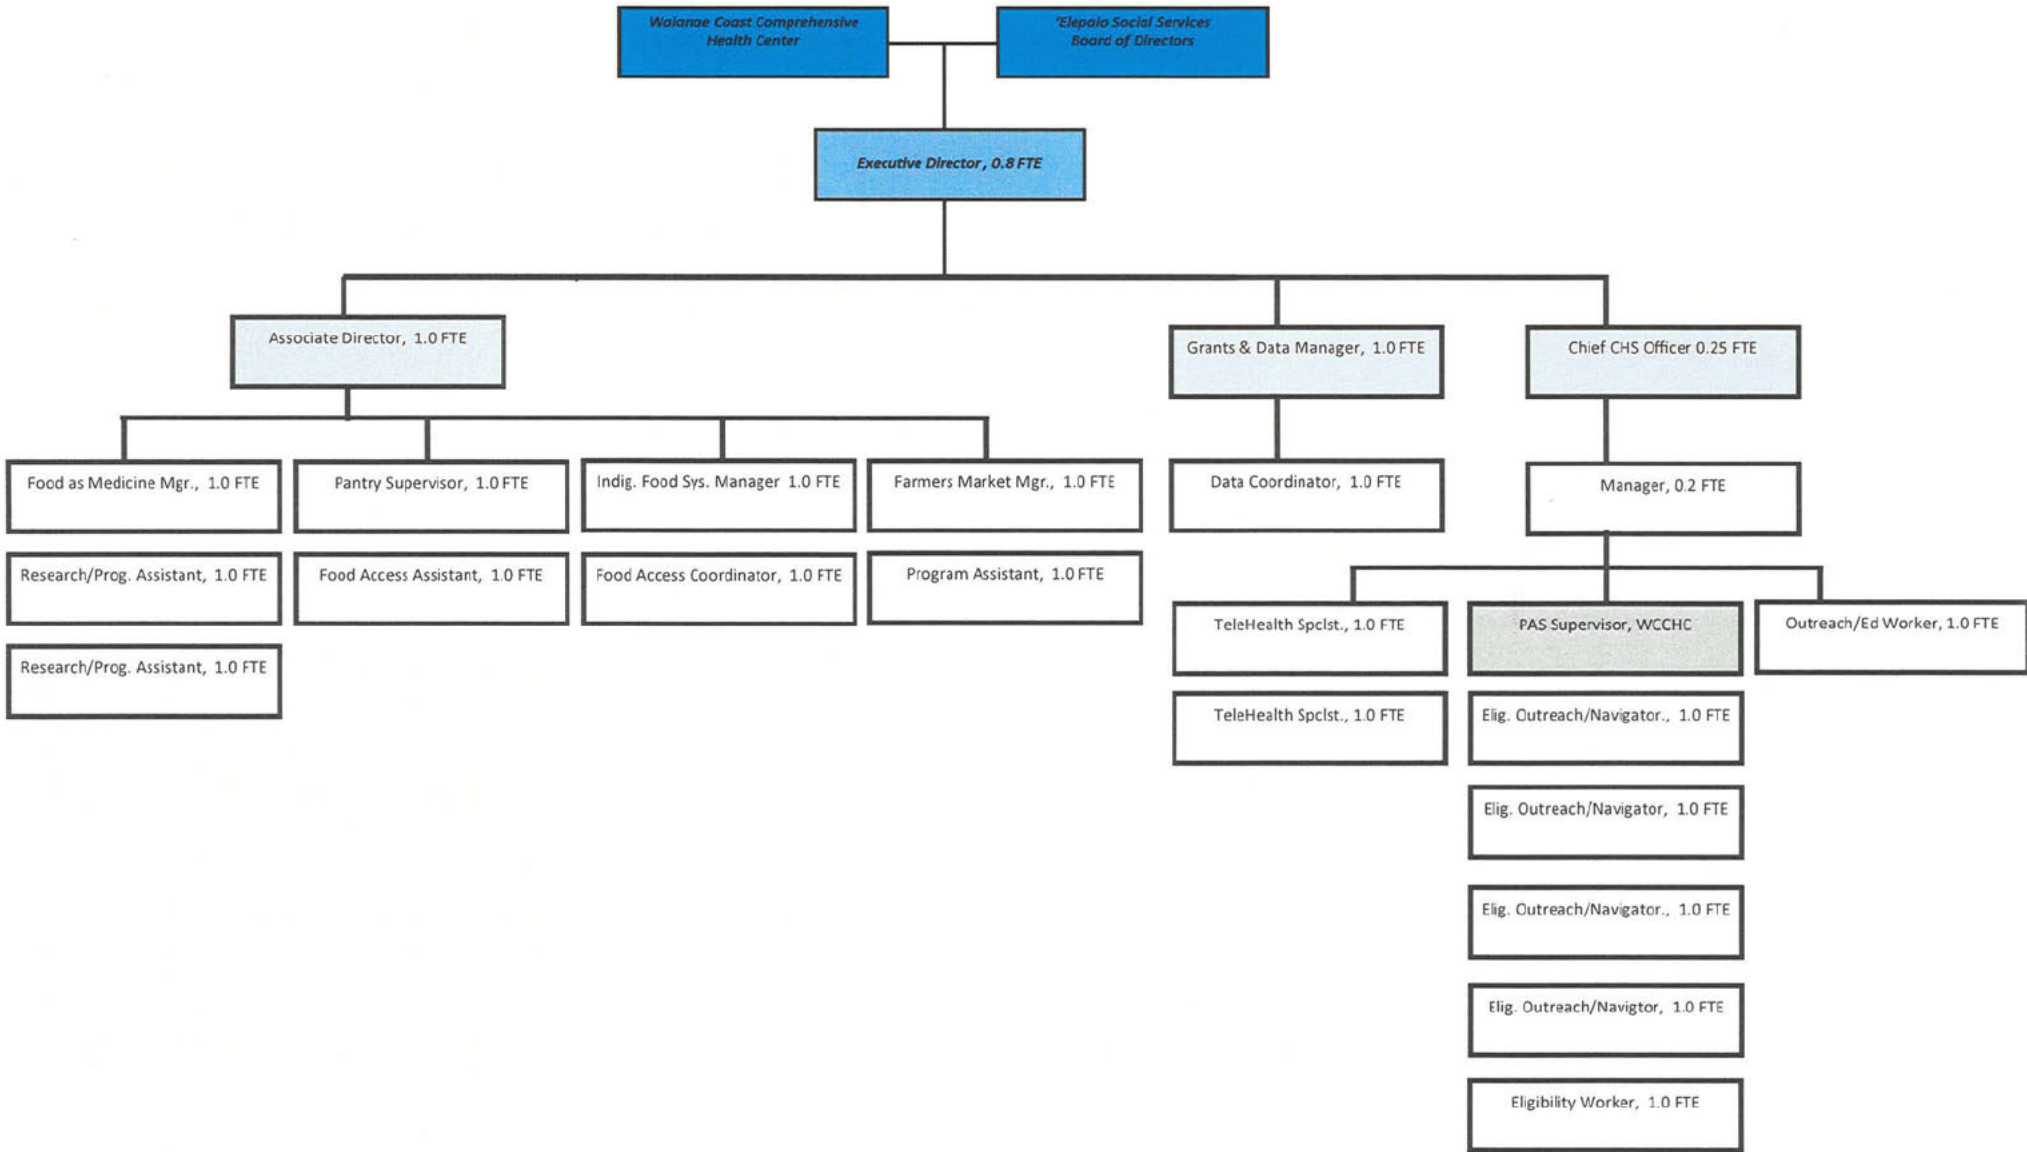 Waianae Coast Comprehensive
Health Center
'Elepaio Social Services
Board of Directors
Executive Director, 0.8 FTE
Associate Director, 1.0 FTE
Grants & Data Manager, 1.0 FTE
Chief CHS Officer 0.25 FTE
Food as Medicine Mgr., 1.0 FTE
Pantry Supervisor, 1.0 FTE
Indig. Food Sys. Manager 1.0 FTE
Farmers Market Mgr., 1.0 FTE
Data Coordinator, 1.0 FTE
Manager, 0.2 FTE
Research/Prog. Assistant, 1.0 FTE
Food Access Assistant, 1.0 FTE
Food Access Coordinator, 1.0 FTE
Program Assistant, 1.0 FTE
TeleHealth Spclst., 1.0 FTE
PAS Supervisor, WCCHC
Outreach/Ed Worker, 1.0 FTE
Research/Prog. Assistant, 1.0 FTE
TeleHealth Spclst., 1.0 FTE
Elig. Outreach/Navigator., 1.0 FTE
Elig. Outreach/Navigator, 1.0 FTE
Elig. Outreach/Navigator., 1.0 FTE
Elig. Outreach/Navigtor, 1.0 FTE
Eligibility Worker, 1.0 FTE